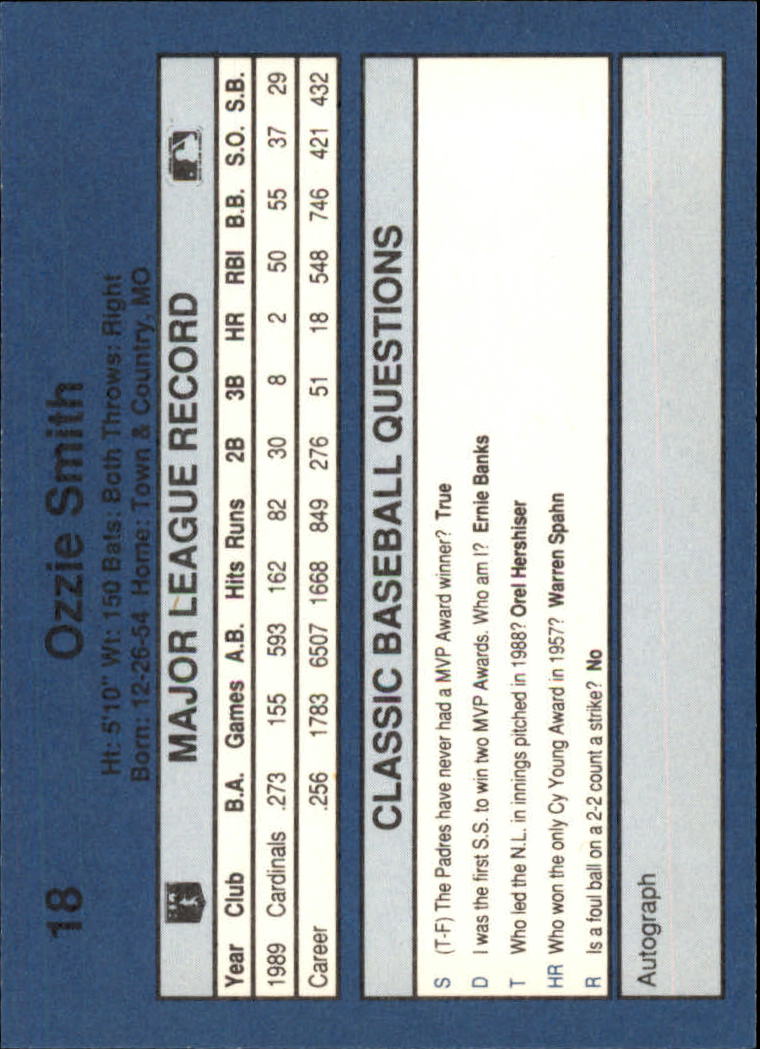 18 Ozzie Smith
Ht: 5'10" Wt: 150 Bats: Both Throws: Right
Born: 12-26-54 Home: Town & Country, MO
MAJOR LEAGUE RECORD
Year Club B.A. Games A.B. Hits Runs 2B 3B HR RBI B.B. S.O. S.B.
1989 Cardinals .273 155 593 162 82 30 8 2 50 55 37 29
Career .256 1783 6507 1668 849 276 51 18 548 746 421 432
CLASSIC BASEBALL QUESTIONS
S (T-F) The Padres have never had a MVP Award winner? True
D I was the first S.S. to win two MVP Awards. Who am I? Ernie Banks
T Who led the N.L. in innings pitched in 1988? Orel Hershiser
HR Who won the only Cy Young Award in 1957? Warren Spahn
R Is a foul ball on a 2-2 count a strike? No
Autograph